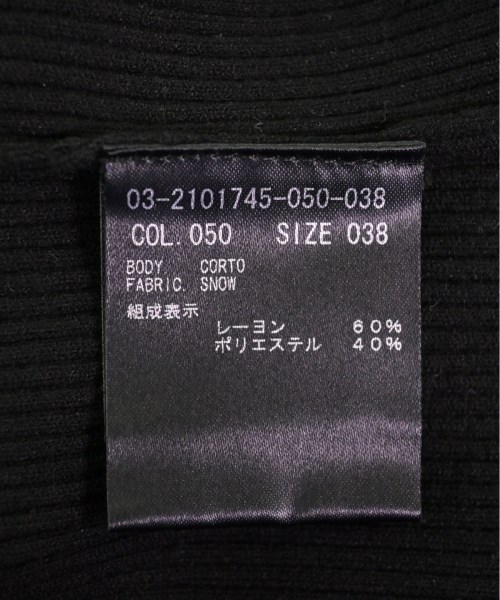 03-2101745-050-038
COL.050 SIZE 038
BODY CORTO
FABRIC. SNOW
組成表示
レーヨン 60%
ポリエステル 40%